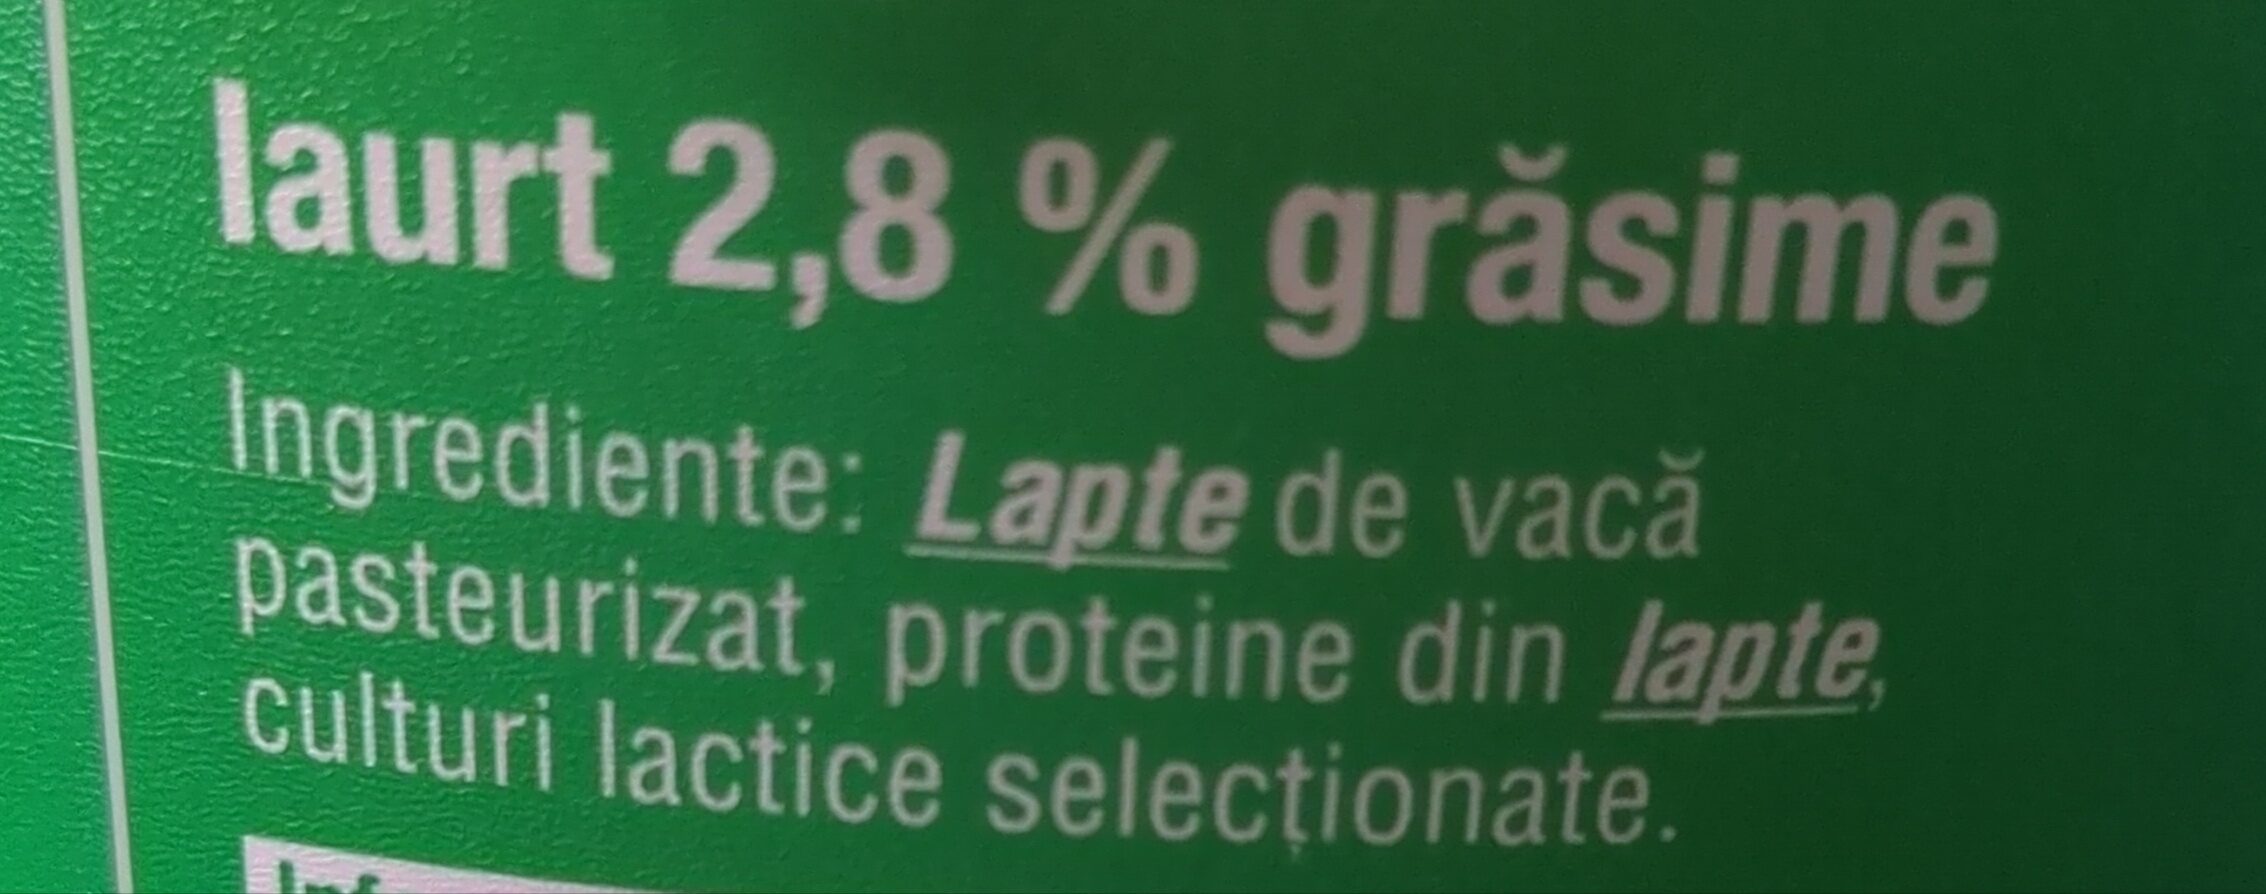 Iaurt 2,8 % grăsime
Ingrediente: Lapte de vacă
pasteurizat, proteine din lapte,
culturi lactice selecționate.